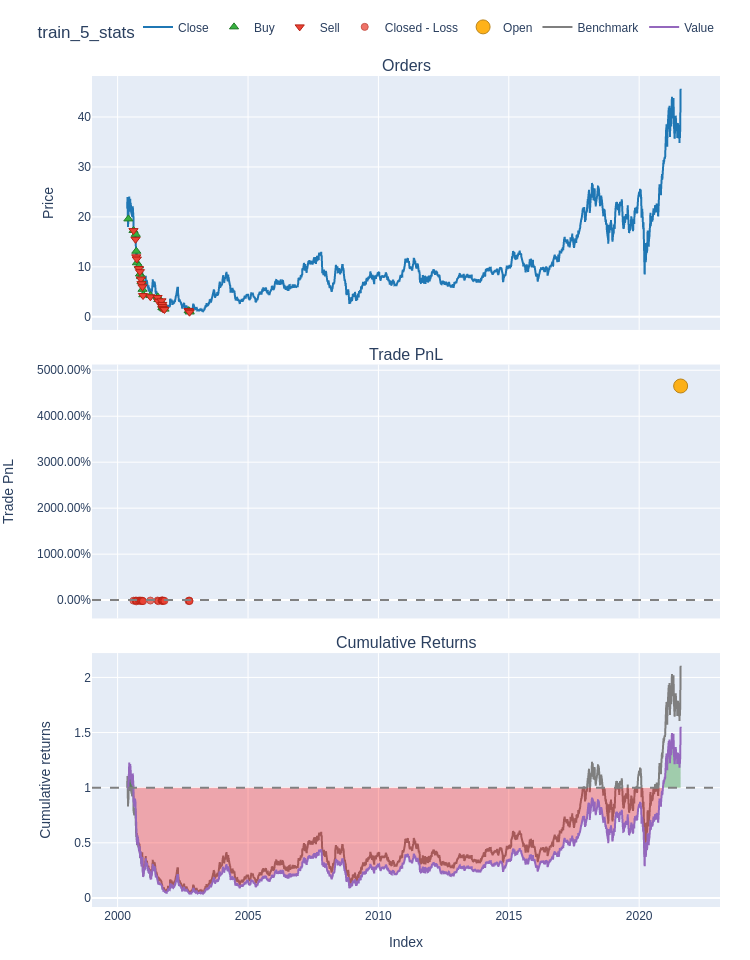 train_5_stats
Close
Buy
Sell
Closed - Loss
Open
Benchmark
Value
Orders
40
30
20
10
0
Price
Trade PnL
5000.00%
4000.00%
3000.00%
2000.00%
1000.00%
0.00%
Trade PnL
Cumulative Returns
2
1.5
1
0.5
0
Cumulative returns
2000
2005
2010
2015
2020
Index